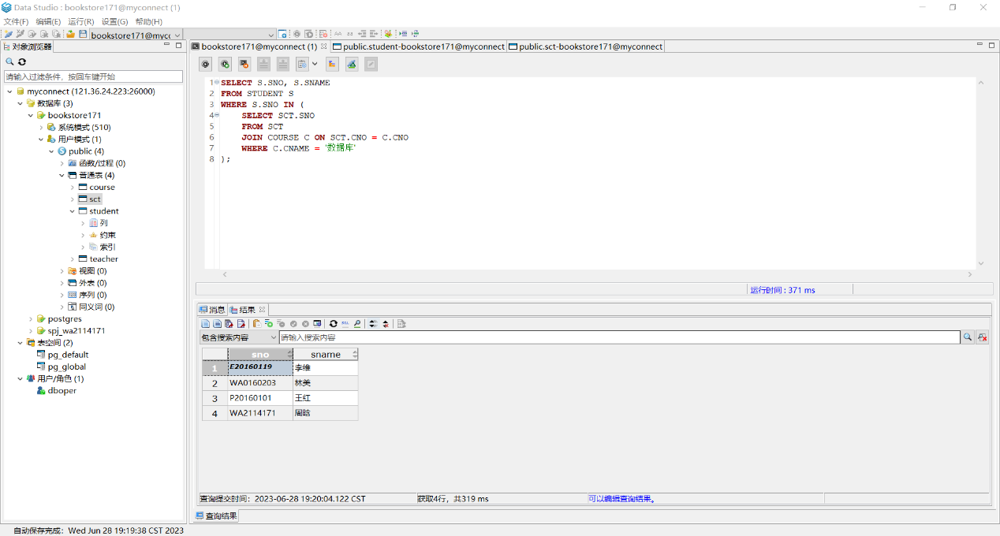 Data Studio : bookstore171@myconnect (1)
文件(F) 编辑(E) 运行(R) 设置(G) 帮助(H)
bookstore171@myco
对象浏览器
请输入过滤条件，按回车键开始
myconnect (121.36.24.223:26000)
数据库 (3)
bookstore171
系统模式 (510)
用户模式 (1)
public (4)
函数/过程 (0)
普通表 (4)
course
sct
student
列
约束
索引
teacher
视图 (0)
外表 (0)
序列 (0)
同义词 (0)
postgres
spj_wa2114171
表空间 (2)
pg_default
pg_global
用户/角色 (1)
dboper
bookstore171@myconnect (1) public.student-bookstore171@myconnect public.sct-bookstore171@myconnect
1 SELECT S.SNO, S.SNAME
2 FROM STUDENT S
3 WHERE S.SNO IN (
4 SELECT SCT.SNO
5 FROM SCT
6 JOIN COURSE C ON SCT.CNO = C.CNO
7 WHERE C.CNAME = '数据库'
8 );
运行时间 : 371 ms
消息 结果
包含搜索内容 请输入搜索内容
sno sname
1 E20160119 李维
2 WA0160203 林美
3 P20160101 王红
4 WA2114171 周晗
查询提交时间：2023-06-28 19:20:04.122 CST 获取4行，共319 ms 可以编辑查询结果。
查询结果
自动保存完成：Wed Jun 28 19:19:38 CST 2023